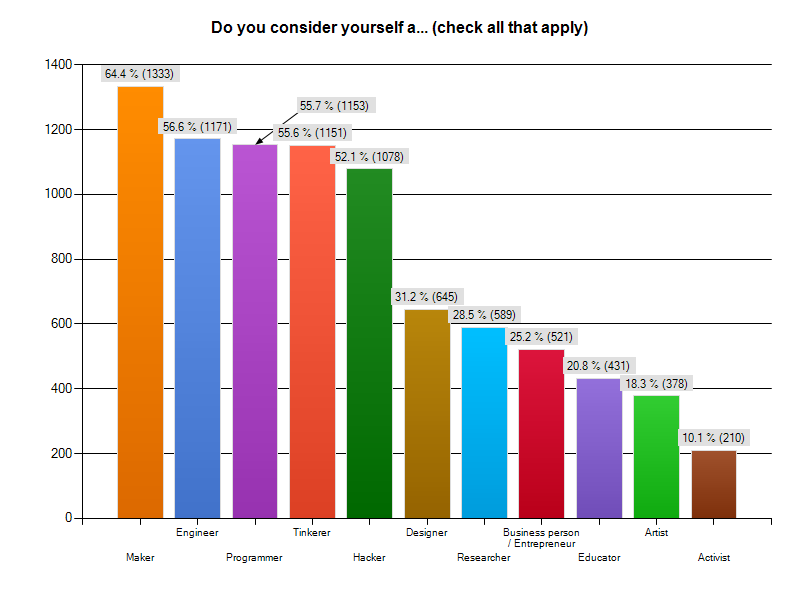 Do you consider yourself a... (check all that apply)
1400
1200
1000
800
600
400
200
0
64.4 % (1333)
56.6 % (1171)
55.7 % (1153)
55.6 % (1151)
52.1 % (1078)
31.2 % (645)
28.5 % (589)
25.2 % (521)
20.8 % (431)
18.3 % (378)
10.1 % (210)
Maker
Engineer
Programmer
Tinkerer
Hacker
Designer
Researcher
Business person
/ Entrepreneur
Educator
Artist
Activist